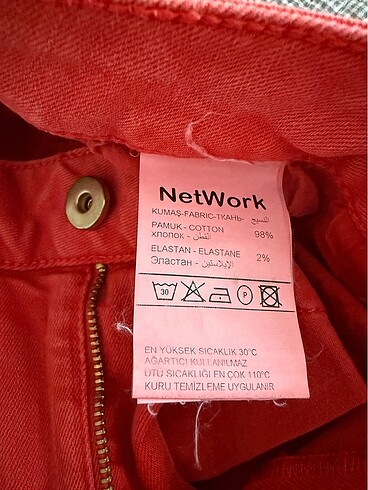 NetWork
KUMAŞ-FABRIC-ТКАНЬ- النسيج
PAMUK - COTTON
хлопок - القطن 98%
ELASTAN - ELASTANE
Эластан - الإيلاستين 2%
30
P
EN YÜKSEK SICAKLIK 30°C
AĞARTICI KULLANILMAZ
ÜTÜ SICAKLIĞI EN ÇOK 110°C
KURU TEMİZLEME UYGULANIR